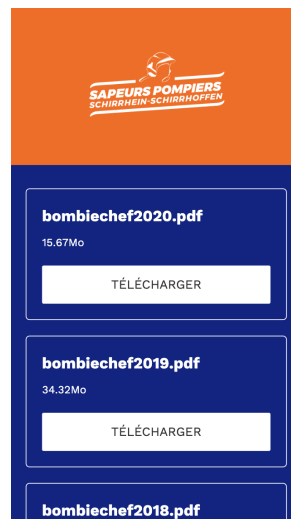 SAPEURS POMPIERS
SCHIRRHEIN-SCHIRRHOFFEN
bombiechef2020.pdf
15.67Mo
TÉLÉCHARGER
bombiechef2019.pdf
34.32Mo
TÉLÉCHARGER
bombiechef2018.pdf